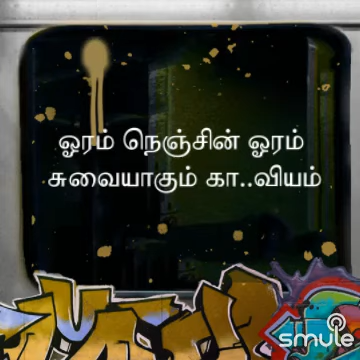 ஓரம் நெஞ்சின் ஓரம்
சுவையாகும் கா..வியம்
smule